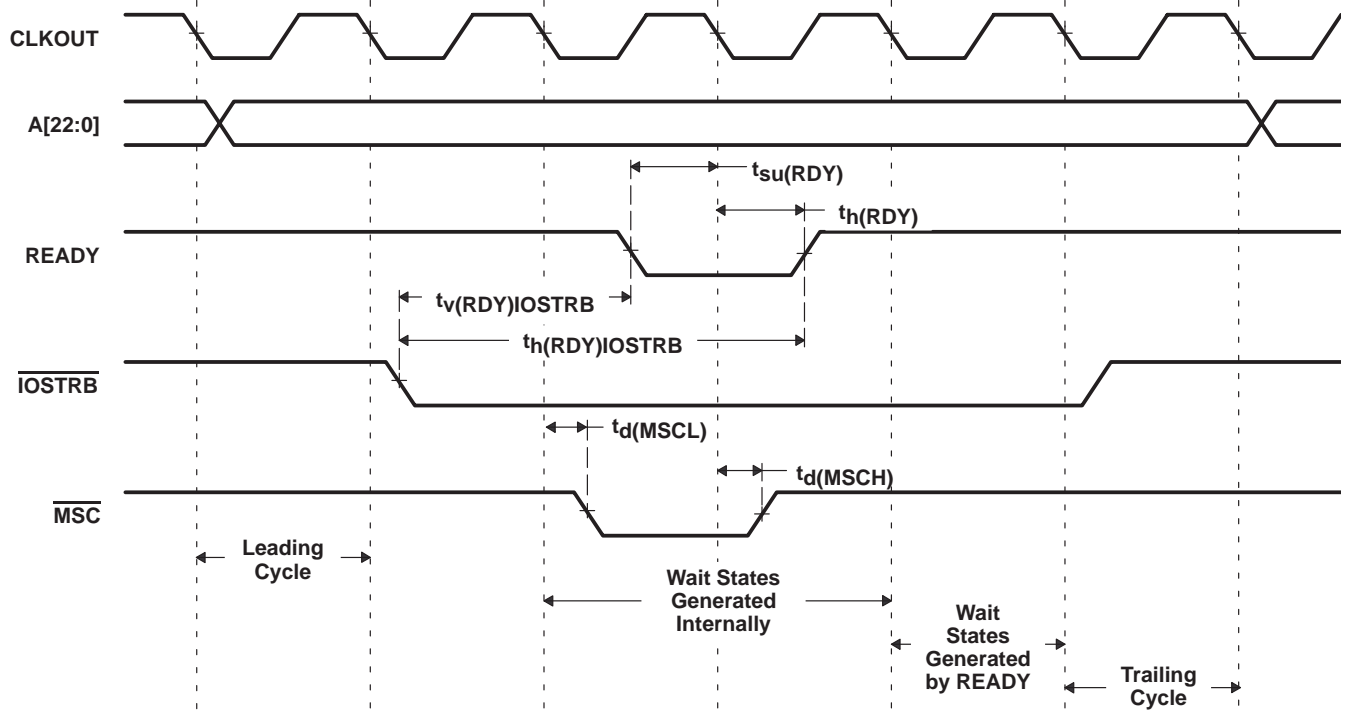 CLKOUT
A[22:0]
tsu(RDY)
th(RDY)
READY
tv(RDY)IOSTRB
th(RDY)IOSTRB
IOSTRB
td(MSCL)
td(MSCH)
MSC
Leading
Cycle
Wait States
Generated
Internally
Wait
States
Generated
by READY
Trailing
Cycle